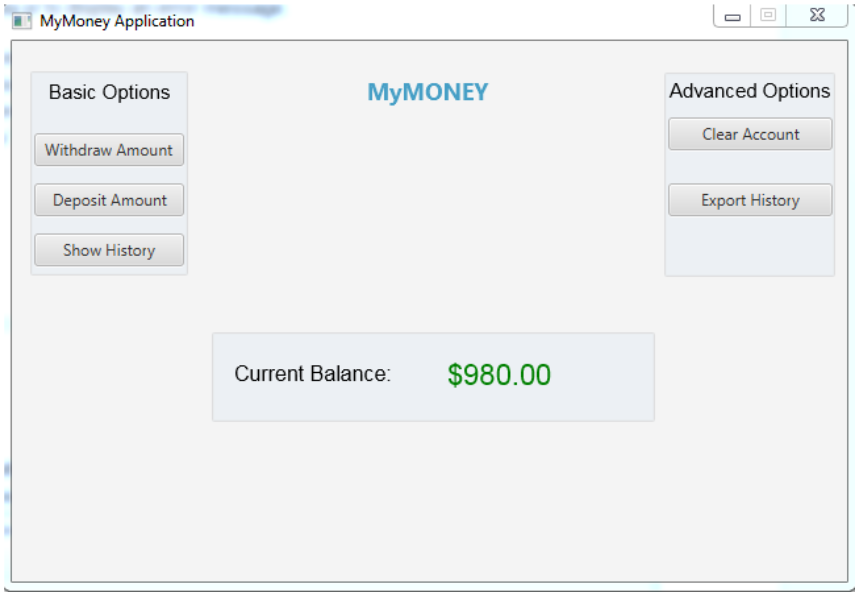 MyMoney Application
Basic Options
Withdraw Amount
Deposit Amount
Show History
MyMONEY
Advanced Options
Clear Account
Export History
Current Balance: $980.00